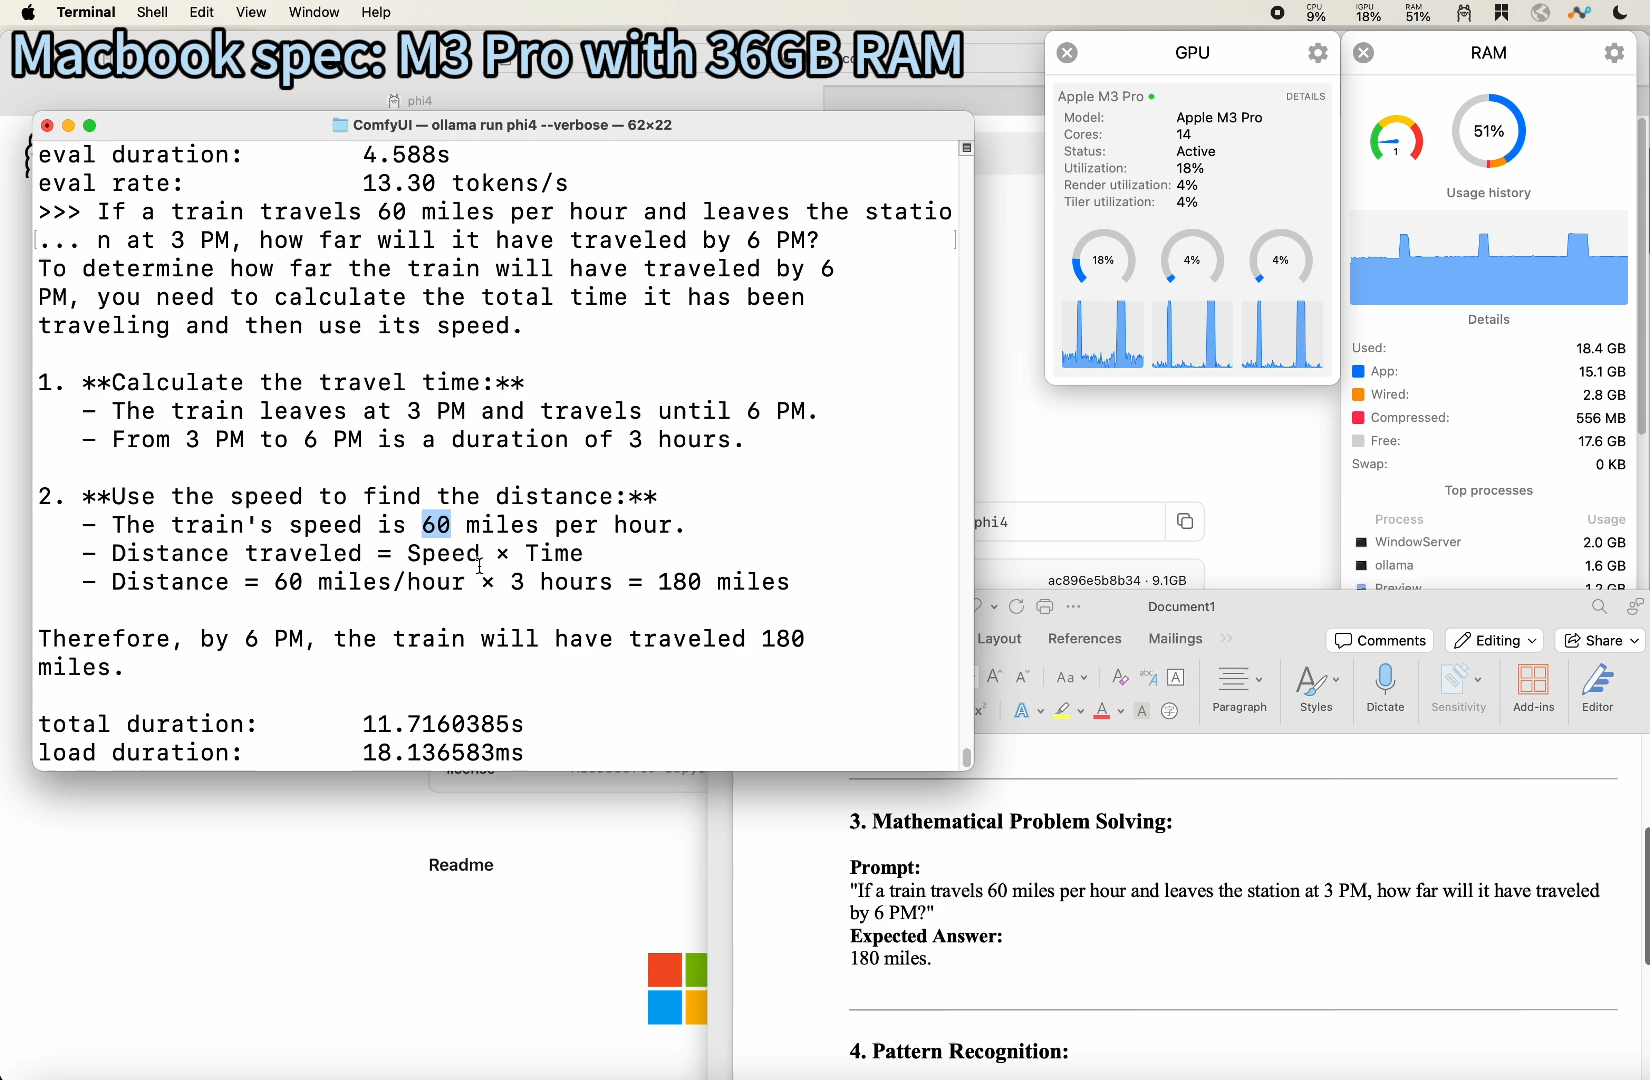 Terminal Shell Edit View Window Help
CPU 9% IGPU 18% RAM 51%
Macbook spec: M3 Pro with 36GB RAM
phi4
ComfyUI — ollama run phi4 --verbose — 62×22
eval duration: 4.588s
eval rate: 13.30 tokens/s
>>> If a train travels 60 miles per hour and leaves the statio
... n at 3 PM, how far will it have traveled by 6 PM?
To determine how far the train will have traveled by 6
PM, you need to calculate the total time it has been
traveling and then use its speed.
1. **Calculate the travel time:**
- The train leaves at 3 PM and travels until 6 PM.
- From 3 PM to 6 PM is a duration of 3 hours.
2. **Use the speed to find the distance:**
- The train's speed is 60 miles per hour.
- Distance traveled = Speed × Time
- Distance = 60 miles/hour × 3 hours = 180 miles
Therefore, by 6 PM, the train will have traveled 180
miles.
total duration: 11.7160385s
load duration: 18.136583ms
GPU
Apple M3 Pro DETAILS
Model: Apple M3 Pro
Cores: 14
Status: Active
Utilization: 18%
Render utilization: 4%
Tiler utilization: 4%
18% 4% 4%
RAM
1
51%
Usage history
Details
Used: 18.4 GB
App: 15.1 GB
Wired: 2.8 GB
Compressed: 556 MB
Free: 17.6 GB
Swap: 0 KB
Top processes
Process Usage
WindowServer 2.0 GB
ollama 1.6 GB
Preview 1.2 GB
phi4
ac896e5b8b34 · 9.1GB
Readme
Document1
Layout References Mailings
Comments Editing Share
Paragraph Styles Dictate Sensitivity Add-ins Editor
3. Mathematical Problem Solving:
Prompt:
"If a train travels 60 miles per hour and leaves the station at 3 PM, how far will it have traveled
by 6 PM?"
Expected Answer:
180 miles.
4. Pattern Recognition: